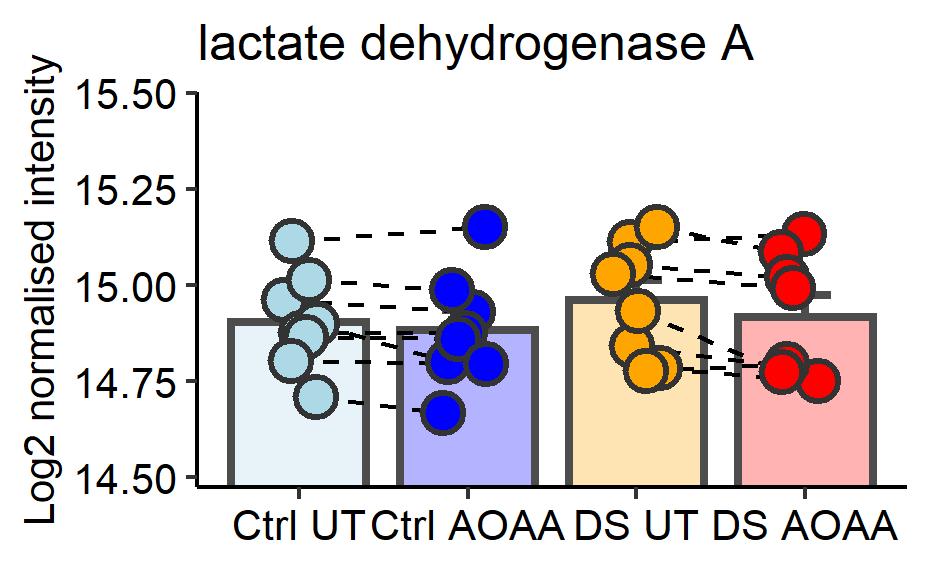 lactate dehydrogenase A
Log2 normalised intensity
15.50
15.25
15.00
14.75
14.50
Ctrl UT Ctrl AOAA DS UT DS AOAA